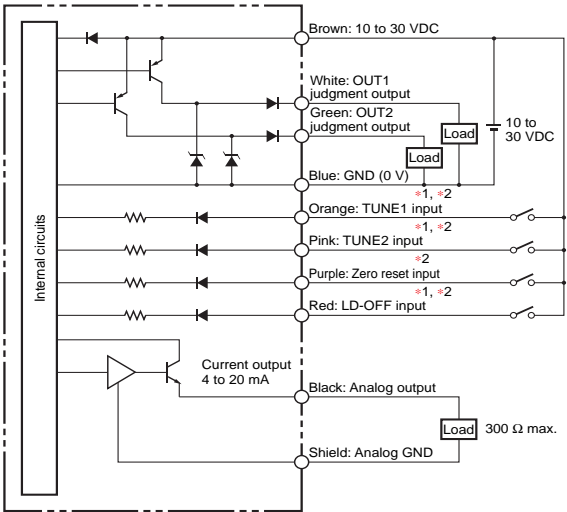 Brown: 10 to 30 VDC
White: OUT1
judgment output
Green: OUT2
judgment output
Load
Load
10 to
30 VDC
Blue: GND (0 V)
*1, *2
Orange: TUNE1 input
*1, *2
Pink: TUNE2 input
*2
Purple: Zero reset input
*1, *2
Red: LD-OFF input
Internal circuits
Current output
4 to 20 mA
Black: Analog output
Load
300 Ω max.
Shield: Analog GND